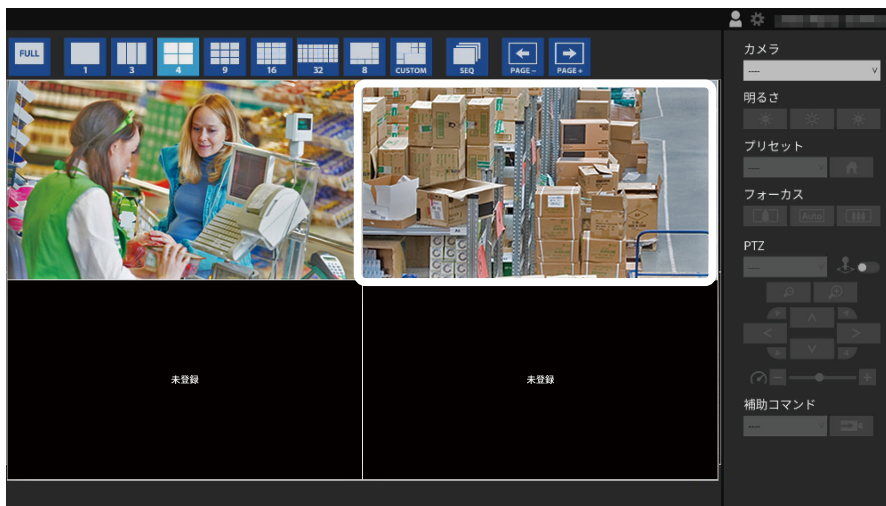 FULL
1
3
4
9
16
32
8
CUSTOM
SEQ
PAGE-
PAGE+
カメラ
----
明るさ
プリセット
----
フォーカス
Auto
PTZ
----
補助コマンド
----
未登録
未登録